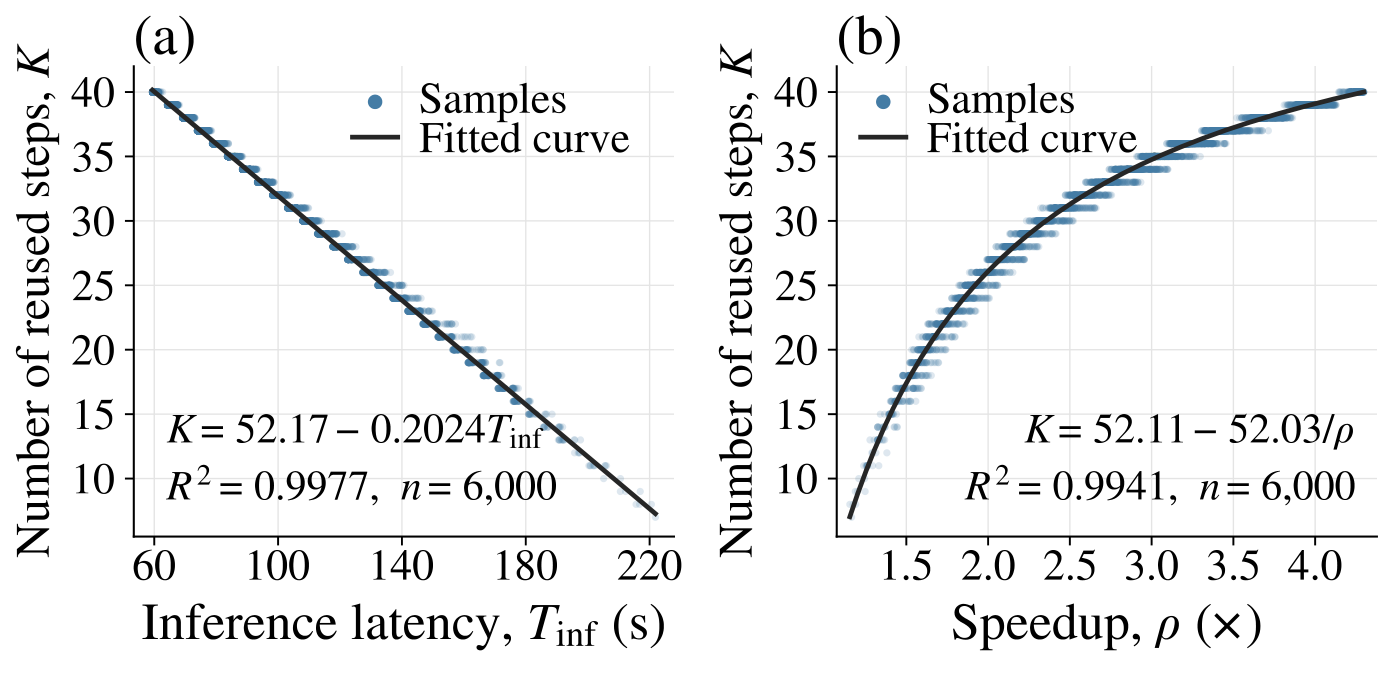 (a)
Number of reused steps, K
40
35
30
25
20
15
10
Samples
Fitted curve
K = 52.17 − 0.2024T_inf
R² = 0.9977, n = 6,000
60 100 140 180 220
Inference latency, T_inf (s)
(b)
Number of reused steps, K
40
35
30
25
20
15
10
Samples
Fitted curve
K = 52.11 − 52.03/ρ
R² = 0.9941, n = 6,000
1.5 2.0 2.5 3.0 3.5 4.0
Speedup, ρ (×)